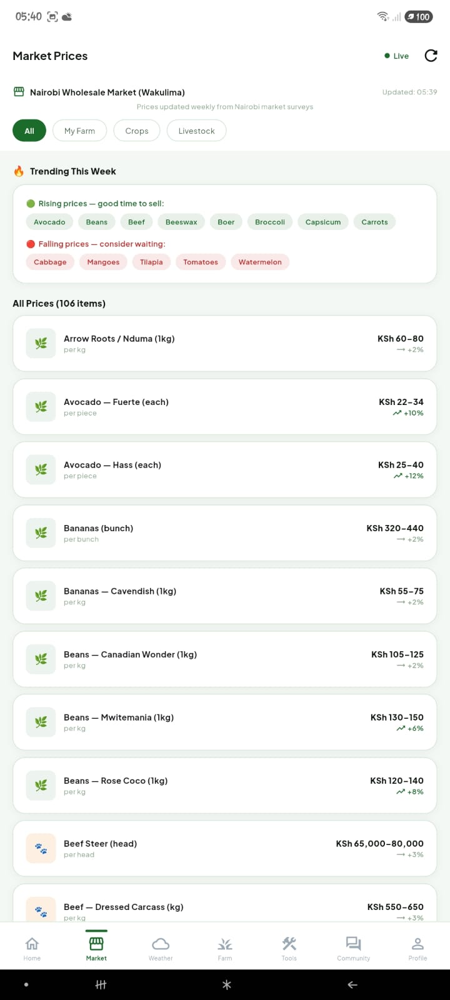 05:40
100
Market Prices
Live
Nairobi Wholesale Market (Wakulima)
Updated: 05:39
Prices updated weekly from Nairobi market surveys
All
My Farm
Crops
Livestock
Trending This Week
Rising prices — good time to sell:
Avocado
Beans
Beef
Beeswax
Boer
Broccoli
Capsicum
Carrots
Falling prices — consider waiting:
Cabbage
Mangoes
Tilapia
Tomatoes
Watermelon
All Prices (106 items)
Arrow Roots / Nduma (1kg)
KSh 60–80
per kg
→ +2%
Avocado — Fuerte (each)
KSh 22–34
per piece
+10%
Avocado — Hass (each)
KSh 25–40
per piece
+12%
Bananas (bunch)
KSh 320–440
per bunch
→ +2%
Bananas — Cavendish (1kg)
KSh 55–75
per kg
→ +2%
Beans — Canadian Wonder (1kg)
KSh 105–125
per kg
→ +2%
Beans — Mwitemania (1kg)
KSh 130–150
per kg
+6%
Beans — Rose Coco (1kg)
KSh 120–140
per kg
+8%
Beef Steer (head)
KSh 65,000–80,000
per head
→ +3%
Beef — Dressed Carcass (kg)
KSh 550–650
per kg
→ +3%
Home
Market
Weather
Farm
Tools
Community
Profile